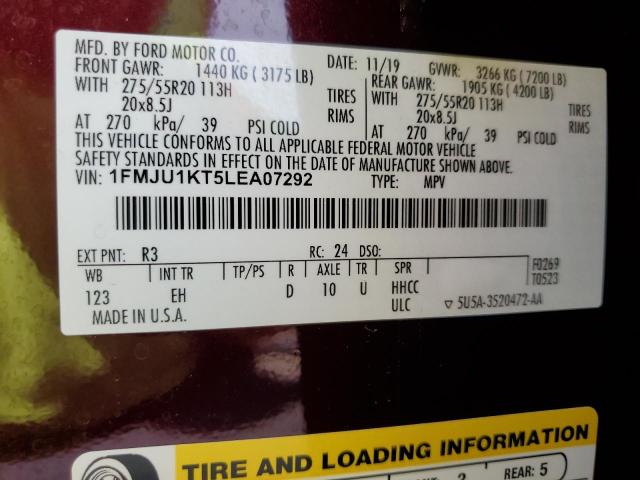 MFD. BY FORD MOTOR CO.
DATE: 11/19 GVWR: 3266 KG ( 7200 LB)
FRONT GAWR: 1440 KG ( 3175 LB)
REAR GAWR: 1905 KG ( 4200 LB)
WITH 275/55R20 113H TIRES
WITH 275/55R20 113H TIRES
20x8.5J RIMS
20x8.5J RIMS
AT 270 kPa/ 39 PSI COLD
AT 270 kPa/ 39 PSI COLD
THIS VEHICLE CONFORMS TO ALL APPLICABLE FEDERAL MOTOR VEHICLE
SAFETY STANDARDS IN EFFECT ON THE DATE OF MANUFACTURE SHOWN ABOVE.
VIN: 1FMJU1KT5LEA07292 TYPE: MPV
EXT PNT: R3 RC: 24 DSO:
WB INT TR TP/PS R AXLE TR SPR
123 EH D 10 U HHCC
ULC
F0269
T0523
▽ 5U5A-3520472-AA
MADE IN U.S.A.
TIRE AND LOADING INFORMATION
REAR: 5